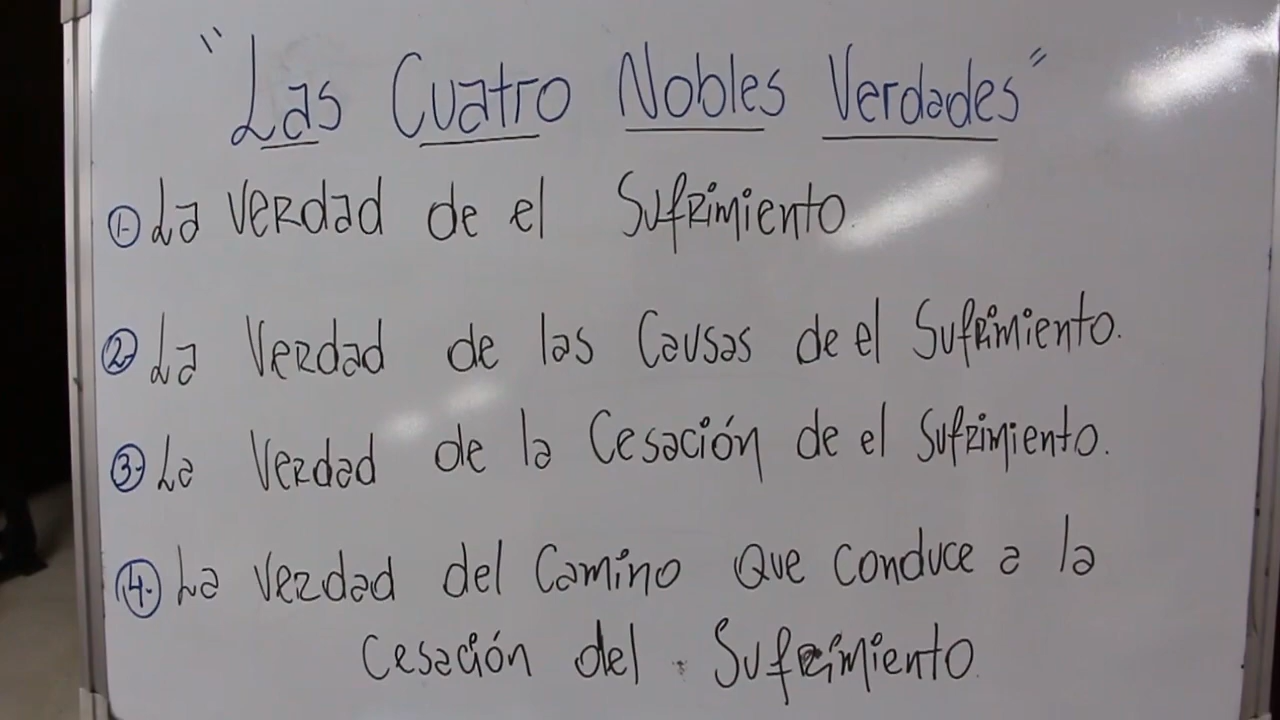 "Las Cuatro Nobles Verdades"
1. La Verdad de el Sufrimiento.
2. La Verdad de las Causas de el Sufrimiento.
3. La Verdad de la Cesación de el Sufrimiento.
4. La Verdad del Camino Que conduce a la
Cesación del Sufrimiento